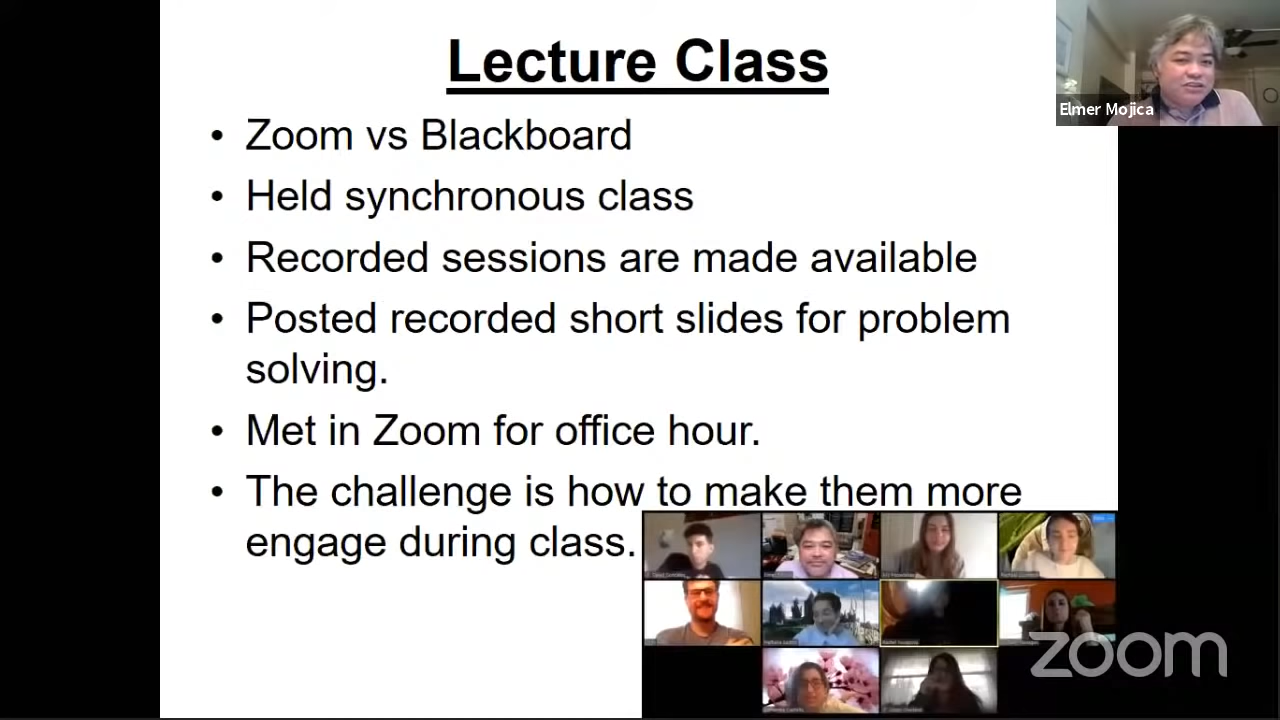 Lecture Class
Elmer Mojica
• Zoom vs Blackboard
• Held synchronous class
• Recorded sessions are made available
• Posted recorded short slides for problem
solving.
• Met in Zoom for office hour.
• The challenge is how to make them more
engage during class.
zoom